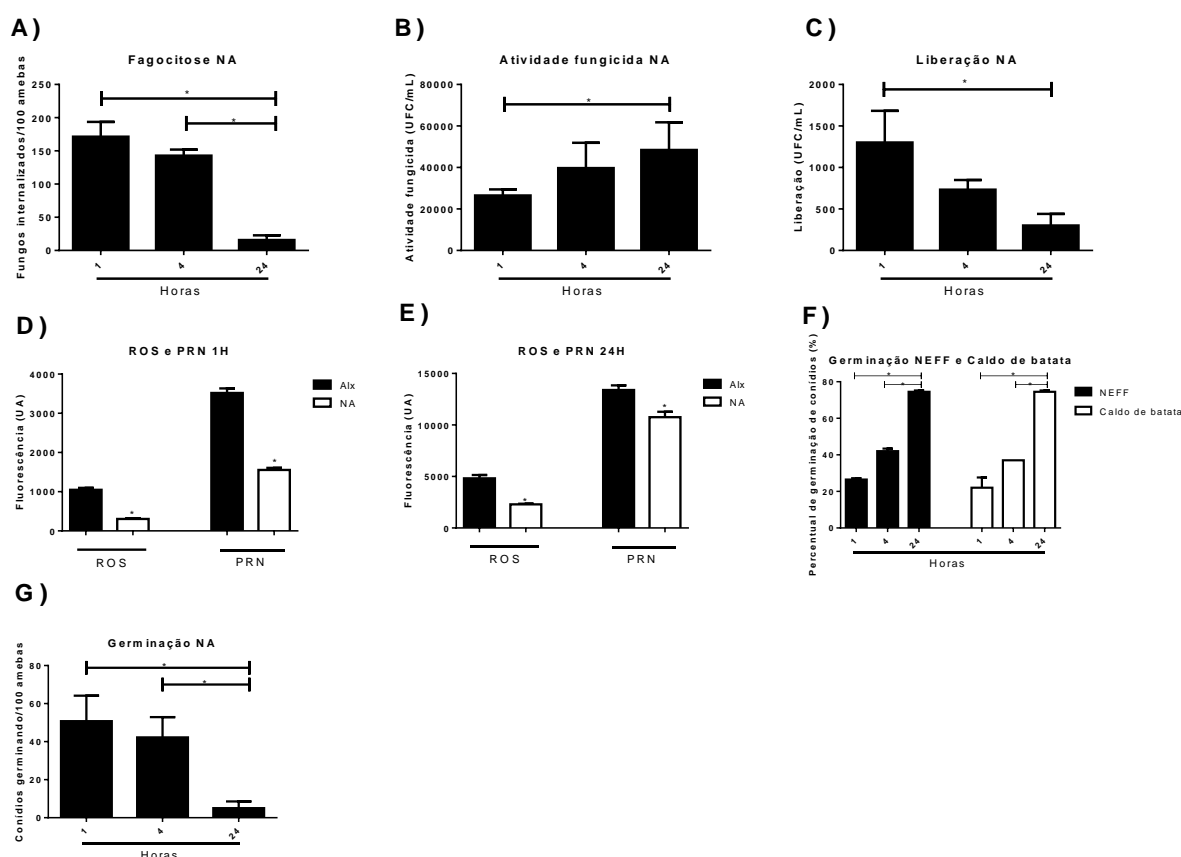 A)
Fagocitose NA
Fungos internalizados/100 amebas
250
200
150
100
50
0
*
*
1
4
24
Horas
B)
Atividade fungicida NA
Atividade fungicida (UFC/mL)
80000
60000
40000
20000
0
*
1
4
24
Horas
C)
Liberação NA
Liberação (UFC/mL)
2000
1500
1000
500
0
*
1
4
24
Horas
D)
ROS e PRN 1H
Fluorescência (UA)
4000
3000
2000
1000
0
*
*
ROS
PRN
Alx
NA
E)
ROS e PRN 24H
Fluorescência (UA)
15000
10000
5000
0
*
*
ROS
PRN
Alx
NA
F)
Germinação NEFF e Caldo de batata
Percentual de germinação de conídios (%)
80
60
40
20
0
*
*
*
*
1
4
24
1
4
24
Horas
NEFF
Caldo de batata
G)
Germinação NA
Conídios germinando/100 amebas
80
60
40
20
0
*
*
1
4
24
Horas